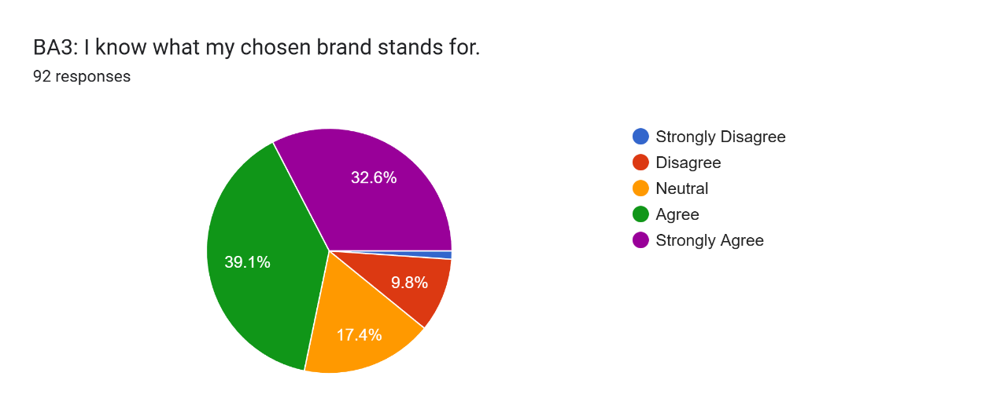 BA3: I know what my chosen brand stands for.
92 responses
32.6%
39.1%
9.8%
17.4%
Strongly Disagree
Disagree
Neutral
Agree
Strongly Agree